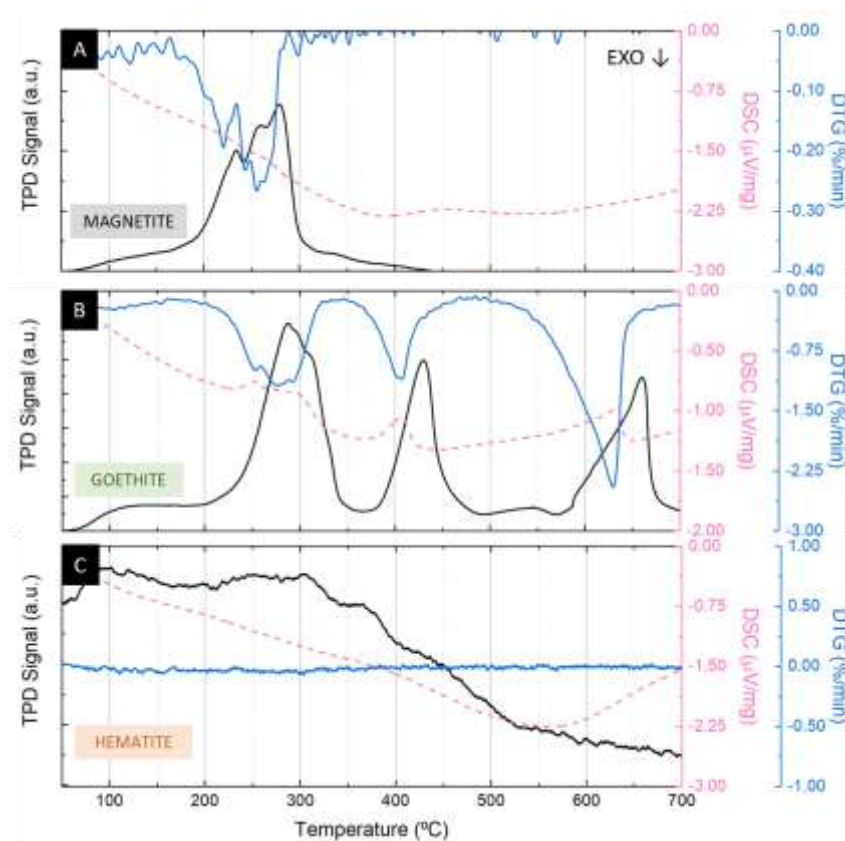 A
EXO ↓
MAGNETITE
TPD Signal (a.u.)
0.00
-0.75
-1.50
-2.25
-3.00
DSC (μV/mg)
0.00
-0.10
-0.20
-0.30
-0.40
DTG (%/min)
B
GOETHITE
TPD Signal (a.u.)
0.00
-0.50
-1.00
-1.50
-2.00
DSC (μV/mg)
0.00
-0.75
-1.50
-2.25
-3.00
DTG (%/min)
C
HEMATITE
TPD Signal (a.u.)
0.00
-0.75
-1.50
-2.25
-3.00
DSC (μV/mg)
1.00
0.50
0.00
-0.50
-1.00
DTG (%/min)
100 200 300 400 500 600 700
Temperature (ºC)